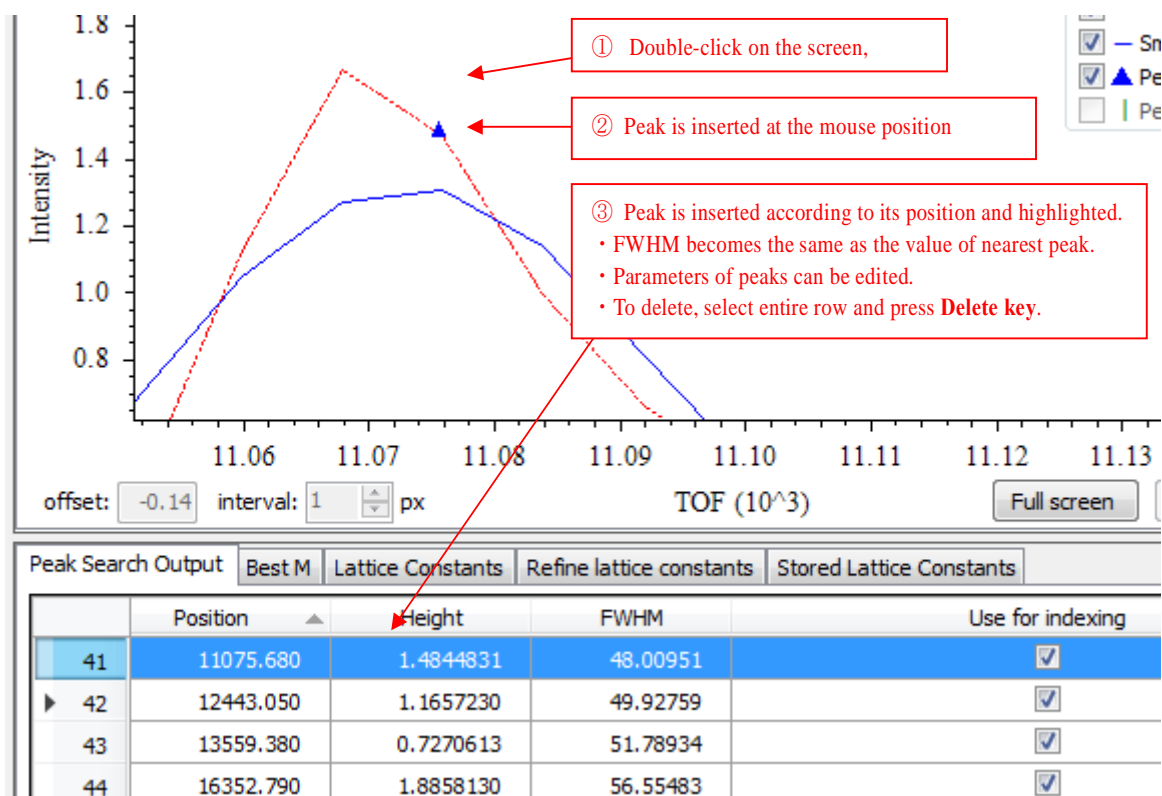 1.8
1.6
1.4
1.2
1.0
0.8
Intensity
① Double-click on the screen,
② Peak is inserted at the mouse position
③ Peak is inserted according to its position and highlighted.
・FWHM becomes the same as the value of nearest peak.
・Parameters of peaks can be edited.
・To delete, select entire row and press Delete key.
Sm
Pe
Pe
11.06 11.07 11.08 11.09 11.10 11.11 11.12 11.13
offset: -0.14 interval: 1 px TOF (10^3) Full screen
Peak Search Output Best M Lattice Constants Refine lattice constants Stored Lattice Constants
Position Height FWHM Use for indexing
41 11075.680 1.4844831 48.00951
42 12443.050 1.1657230 49.92759
43 13559.380 0.7270613 51.78934
44 16352.790 1.8858130 56.55483